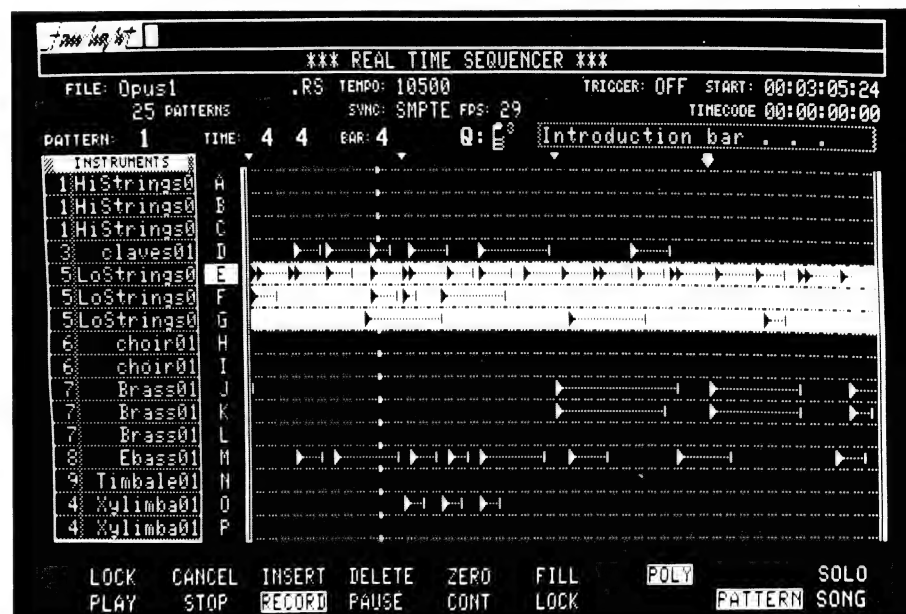 fairlight
*** REAL TIME SEQUENCER ***
FILE: Opus1 .RS TEMPO: 10500 TRIGGER: OFF START: 00:03:05:24
25 PATTERNS SYNC: SMPTE FPS: 29 TIMECODE 00:00:00:00
PATTERN: 1 TIME: 4 4 BAR: 4 Q: 3 Introduction bar . . .
INSTRUMENTS
1 HiStrings0 A
1 HiStrings0 B
1 HiStrings0 C
3 claves01 D
5 LoStrings0 E
5 LoStrings0 F
5 LoStrings0 G
6 choir01 H
6 choir01 I
7 Brass01 J
7 Brass01 K
7 Brass01 L
8 Ebass01 M
9 Timbale01 N
4 Xylimba01 O
4 Xylimba01 P
LOCK CANCEL INSERT DELETE ZERO FILL POLY SOLO
PLAY STOP RECORD PAUSE CONT LOCK PATTERN SONG